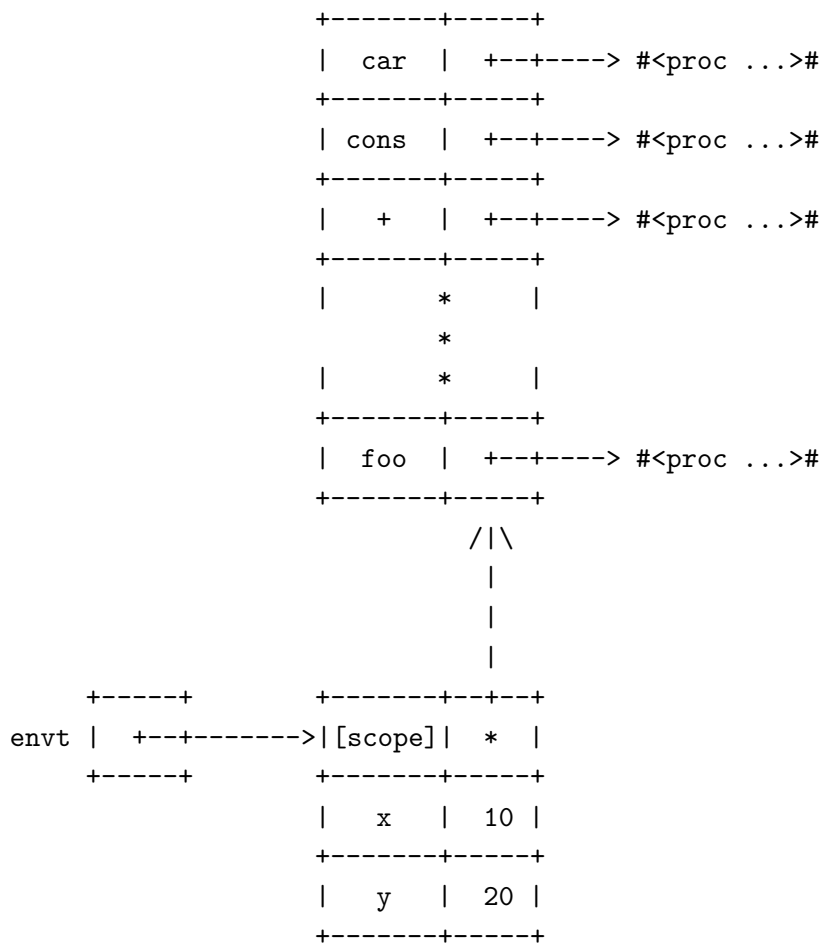 +-------+-----+
                      |  car  |  +--+----> #<proc ...>#
                      +-------+-----+
                      | cons  |  +--+----> #<proc ...>#
                      +-------+-----+
                      |   +   |  +--+----> #<proc ...>#
                      +-------+-----+
                      |       *     |
                              *
                      |       *     |
                      +-------+-----+
                      |  foo  |  +--+----> #<proc ...>#
                      +-------+-----+
                                /|\
                                 |
                                 |
                                 |
        +-----+       +-------+--+--+
   envt |  +--+------->|[scope]|  *  |
        +-----+       +-------+-----+
                      |   x   |  10 |
                      +-------+-----+
                      |   y   |  20 |
                      +-------+-----+